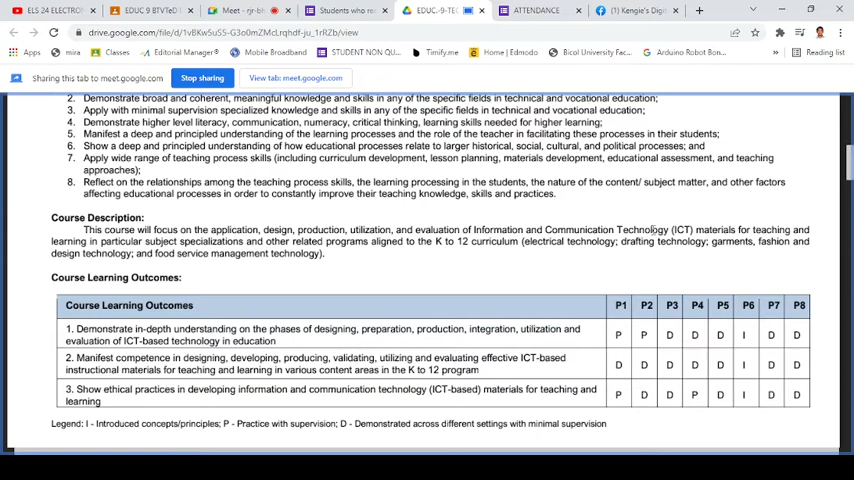 ELS 24 ELECTRON
EDUC 9 BTVTeD
Meet - rjr-bh
Students who re
EDUC.-9-TEC
ATTENDANCE
(1) Kengie's Diary
drive.google.com/file/d/1vBKw5uS5-G3o0mZMcLrqhdf-ju_1rRZb/view
Apps
mira
Classes
Editorial Manager®
Home | Schoology
STUDENT NON QU...
Timify.me
Home | Edmodo
Bicol University Ca...
Arduino Robot Bon...
Reading list
Sharing this tab to meet.google.com
Stop sharing
View tab: meet.google.com
2. Demonstrate broad and coherent, meaningful knowledge and skills in any of the specific fields in technical and vocational education;
3. Apply with minimal supervision specialized knowledge and skills in any of the specific fields in technical and vocational education;
4. Demonstrate higher level literacy, communication, numeracy, critical thinking, learning skills needed for higher learning;
5. Manifest a deep and principled understanding of the learning processes and the role of the teacher in facilitating these processes in their students;
6. Show a deep and principled understanding of how educational processes relate to larger historical, social, cultural, and political processes; and
7. Apply wide range of teaching process skills (including curriculum development, lesson planning, materials development, educational assessment, and teaching
approaches);
8. Reflect on the relationships among the teaching process skills, the learning processing in the students, the nature of the content/ subject matter, and other factors
affecting educational processes in order to constantly improve their teaching knowledge, skills and practices.
Course Description:
This course will focus on the application, design, production, utilization, and evaluation of Information and Communication Technology (ICT) materials for teaching and
learning in particular subject specializations and other related programs aligned to the K to 12 curriculum (electrical technology; drafting technology; garments, fashion and
design technology; and food service management technology).
Course Learning Outcomes:
Course Learning Outcomes P1 P2 P3 P4 P5 P6 P7 P8
1. Demonstrate in-depth understanding on the phases of designing, preparation, production, integration, utilization and
evaluation of ICT-based technology in education
P P D D D I D D
2. Manifest competence in designing, developing, producing, validating, utilizing and evaluating effective ICT-based
instructional materials for teaching and learning in various content areas in the K to 12 program
D D D D D I D D
3. Show ethical practices in developing information and communication technology (ICT-based) materials for teaching and
learning
P D D P D I D D
Legend: I - Introduced concepts/principles; P - Practice with supervision; D - Demonstrated across different settings with minimal supervision